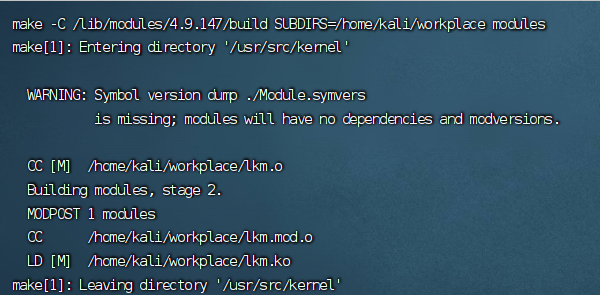 make -C /lib/modules/4.9.147/build SUBDIRS=/home/kali/workplace modules
make[1]: Entering directory '/usr/src/kernel'
WARNING: Symbol version dump ./Module.symvers
is missing; modules will have no dependencies and modversions.
CC [M] /home/kali/workplace/lkm.o
Building modules, stage 2.
MODPOST 1 modules
CC /home/kali/workplace/lkm.mod.o
LD [M] /home/kali/workplace/lkm.ko
make[1]: Leaving directory '/usr/src/kernel'